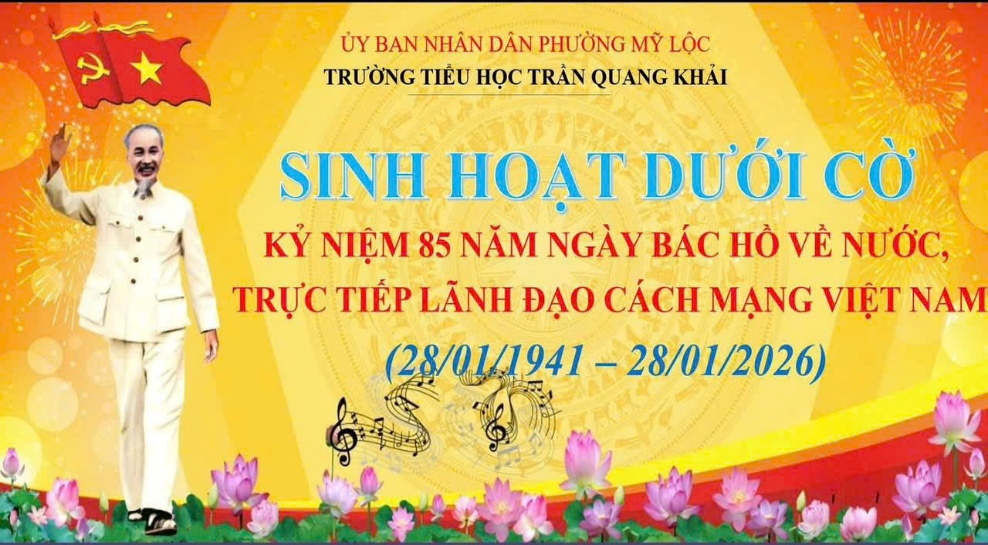 ỦY BAN NHÂN DÂN PHƯỜNG MỸ LỘC
TRƯỜNG TIỂU HỌC TRẦN QUANG KHẢI
SINH HOẠT DƯỚI CỜ
KỶ NIỆM 85 NĂM NGÀY BÁC HỒ VỀ NƯỚC,
TRỰC TIẾP LÃNH ĐẠO CÁCH MẠNG VIỆT NAM
(28/01/1941 – 28/01/2026)